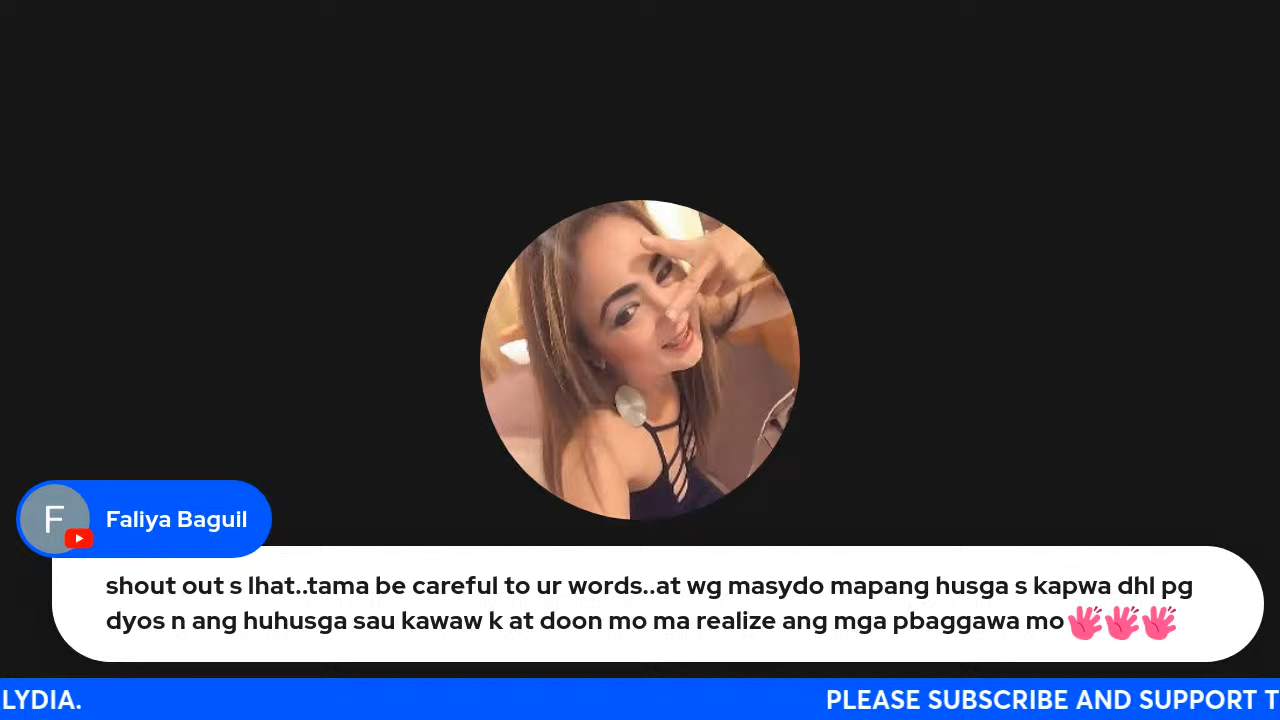 F
Faliya Baguil
shout out s lhat..tama be careful to ur words..at wg masydo mapang husga s kapwa dhl pg
dyos n ang huhusga sau kawaw k at doon mo ma realize ang mga pbaggawa mo👋👋👋
LYDIA. PLEASE SUBSCRIBE AND SUPPORT T